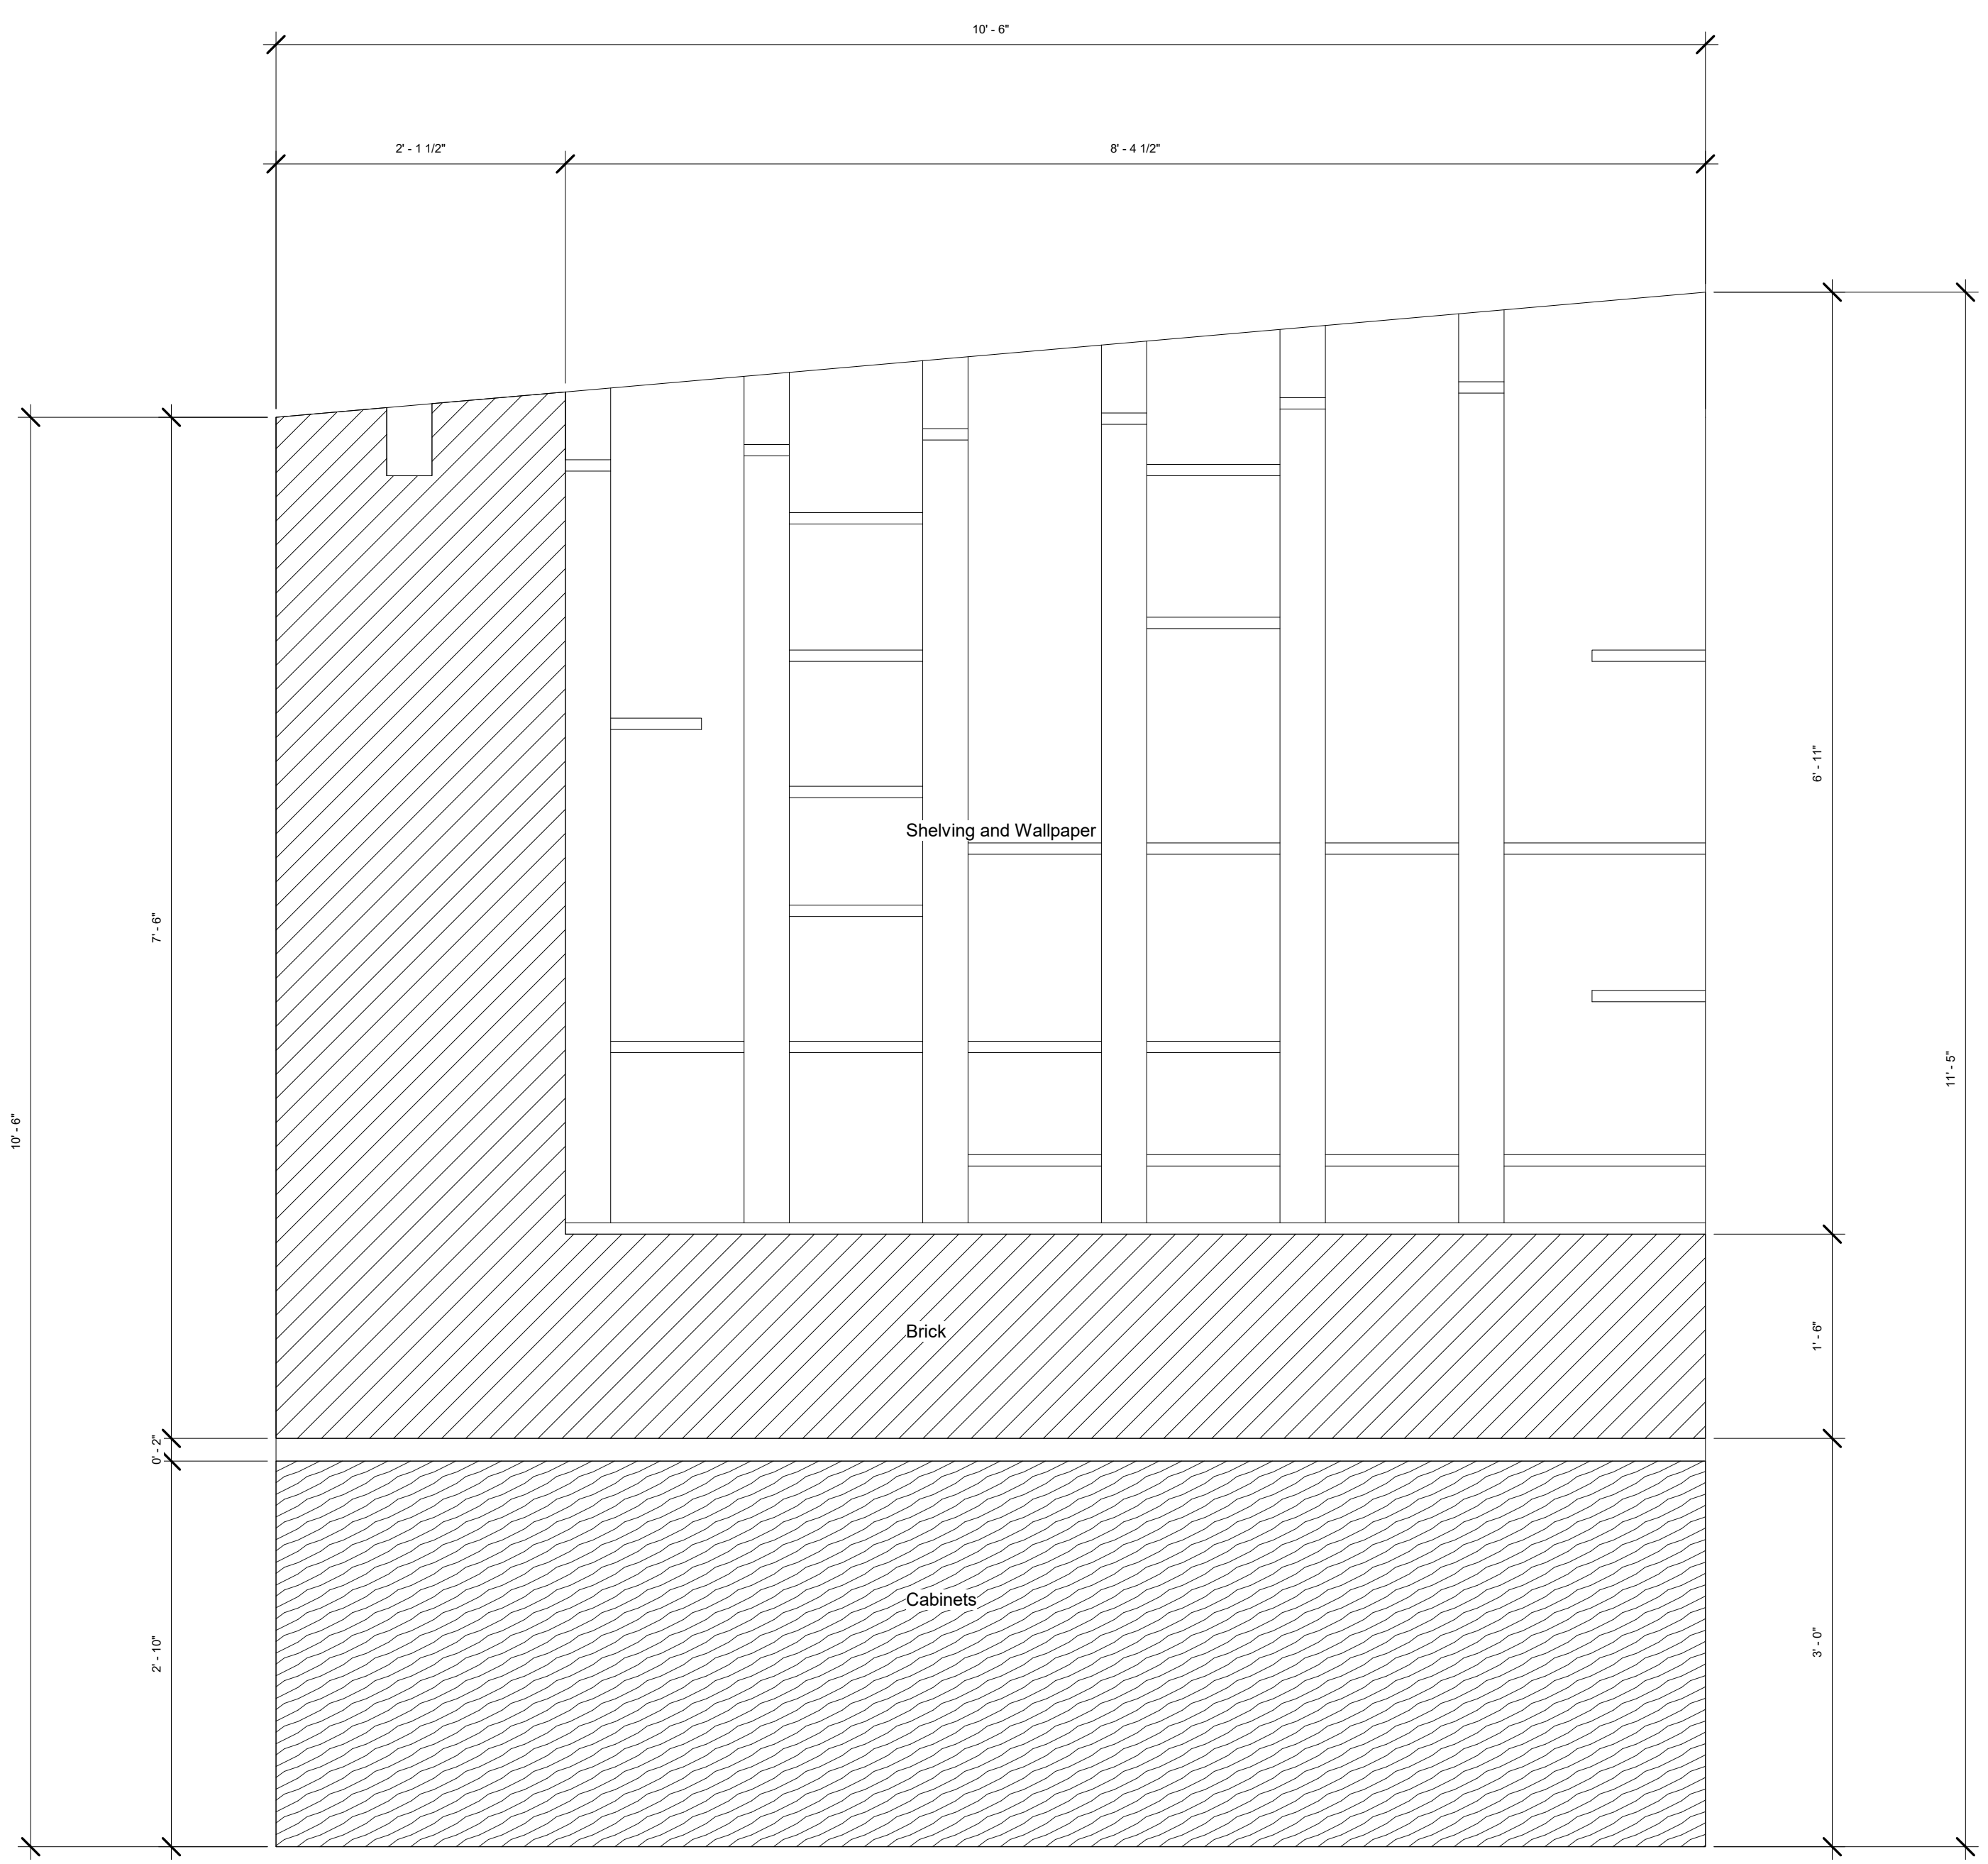 10' - 6"
2' - 1 1/2"
8' - 4 1/2"
6' - 11"
Shelving and Wallpaper
7' - 6"
11' - 5"
10' - 6"
Brick
1' - 6"
0' - 2"
Cabinets
2' - 10"
3' - 0"